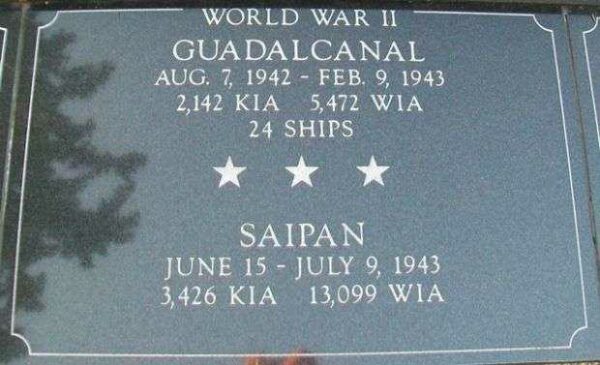 WORLD WAR II
GUADALCANAL
AUG. 7, 1942 - FEB. 9, 1943
2,142 KIA 5,472 WIA
24 SHIPS
SAIPAN
JUNE 15 - JULY 9, 1943
3,426 KIA 13,099 WIA